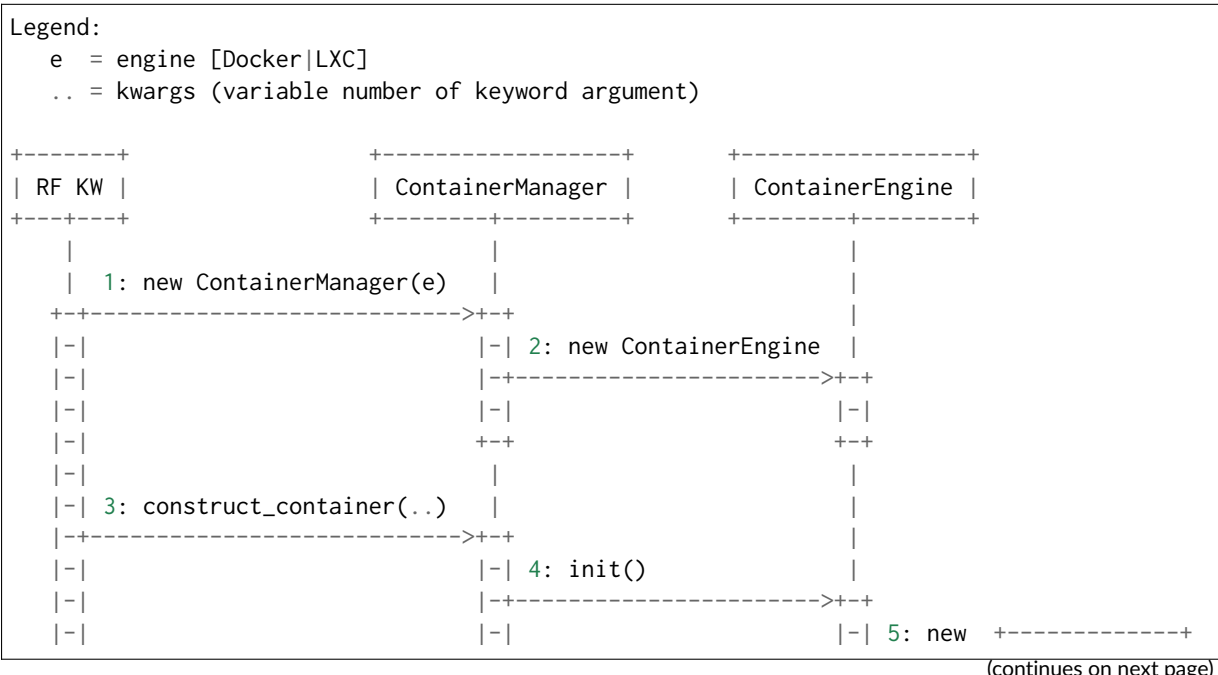 Legend:
   e  = engine [Docker|LXC]
   .. = kwargs (variable number of keyword argument)

+-------+                  +------------------+       +-----------------+
| RF KW |                  | ContainerManager |       | ContainerEngine |
+---+---+                  +--------+---------+       +--------+--------+
    |                               |                          |
    |  1: new ContainerManager(e)   |                          |
   +-+---------------------------->+-+                         |
   |-|                             |-| 2: new ContainerEngine  |
   |-|                             |-+----------------------->+-+
   |-|                             |-|                        |-|
   |-|                             +-+                        +-+
   |-|                              |                          |
   |-| 3: construct_container(..)   |                          |
   |-+---------------------------->+-+                         |
   |-|                             |-| 4: init()               |
   |-|                             |-+----------------------->+-+
   |-|                             |-|                        |-| 5: new  +-------------+
(continues on next page)